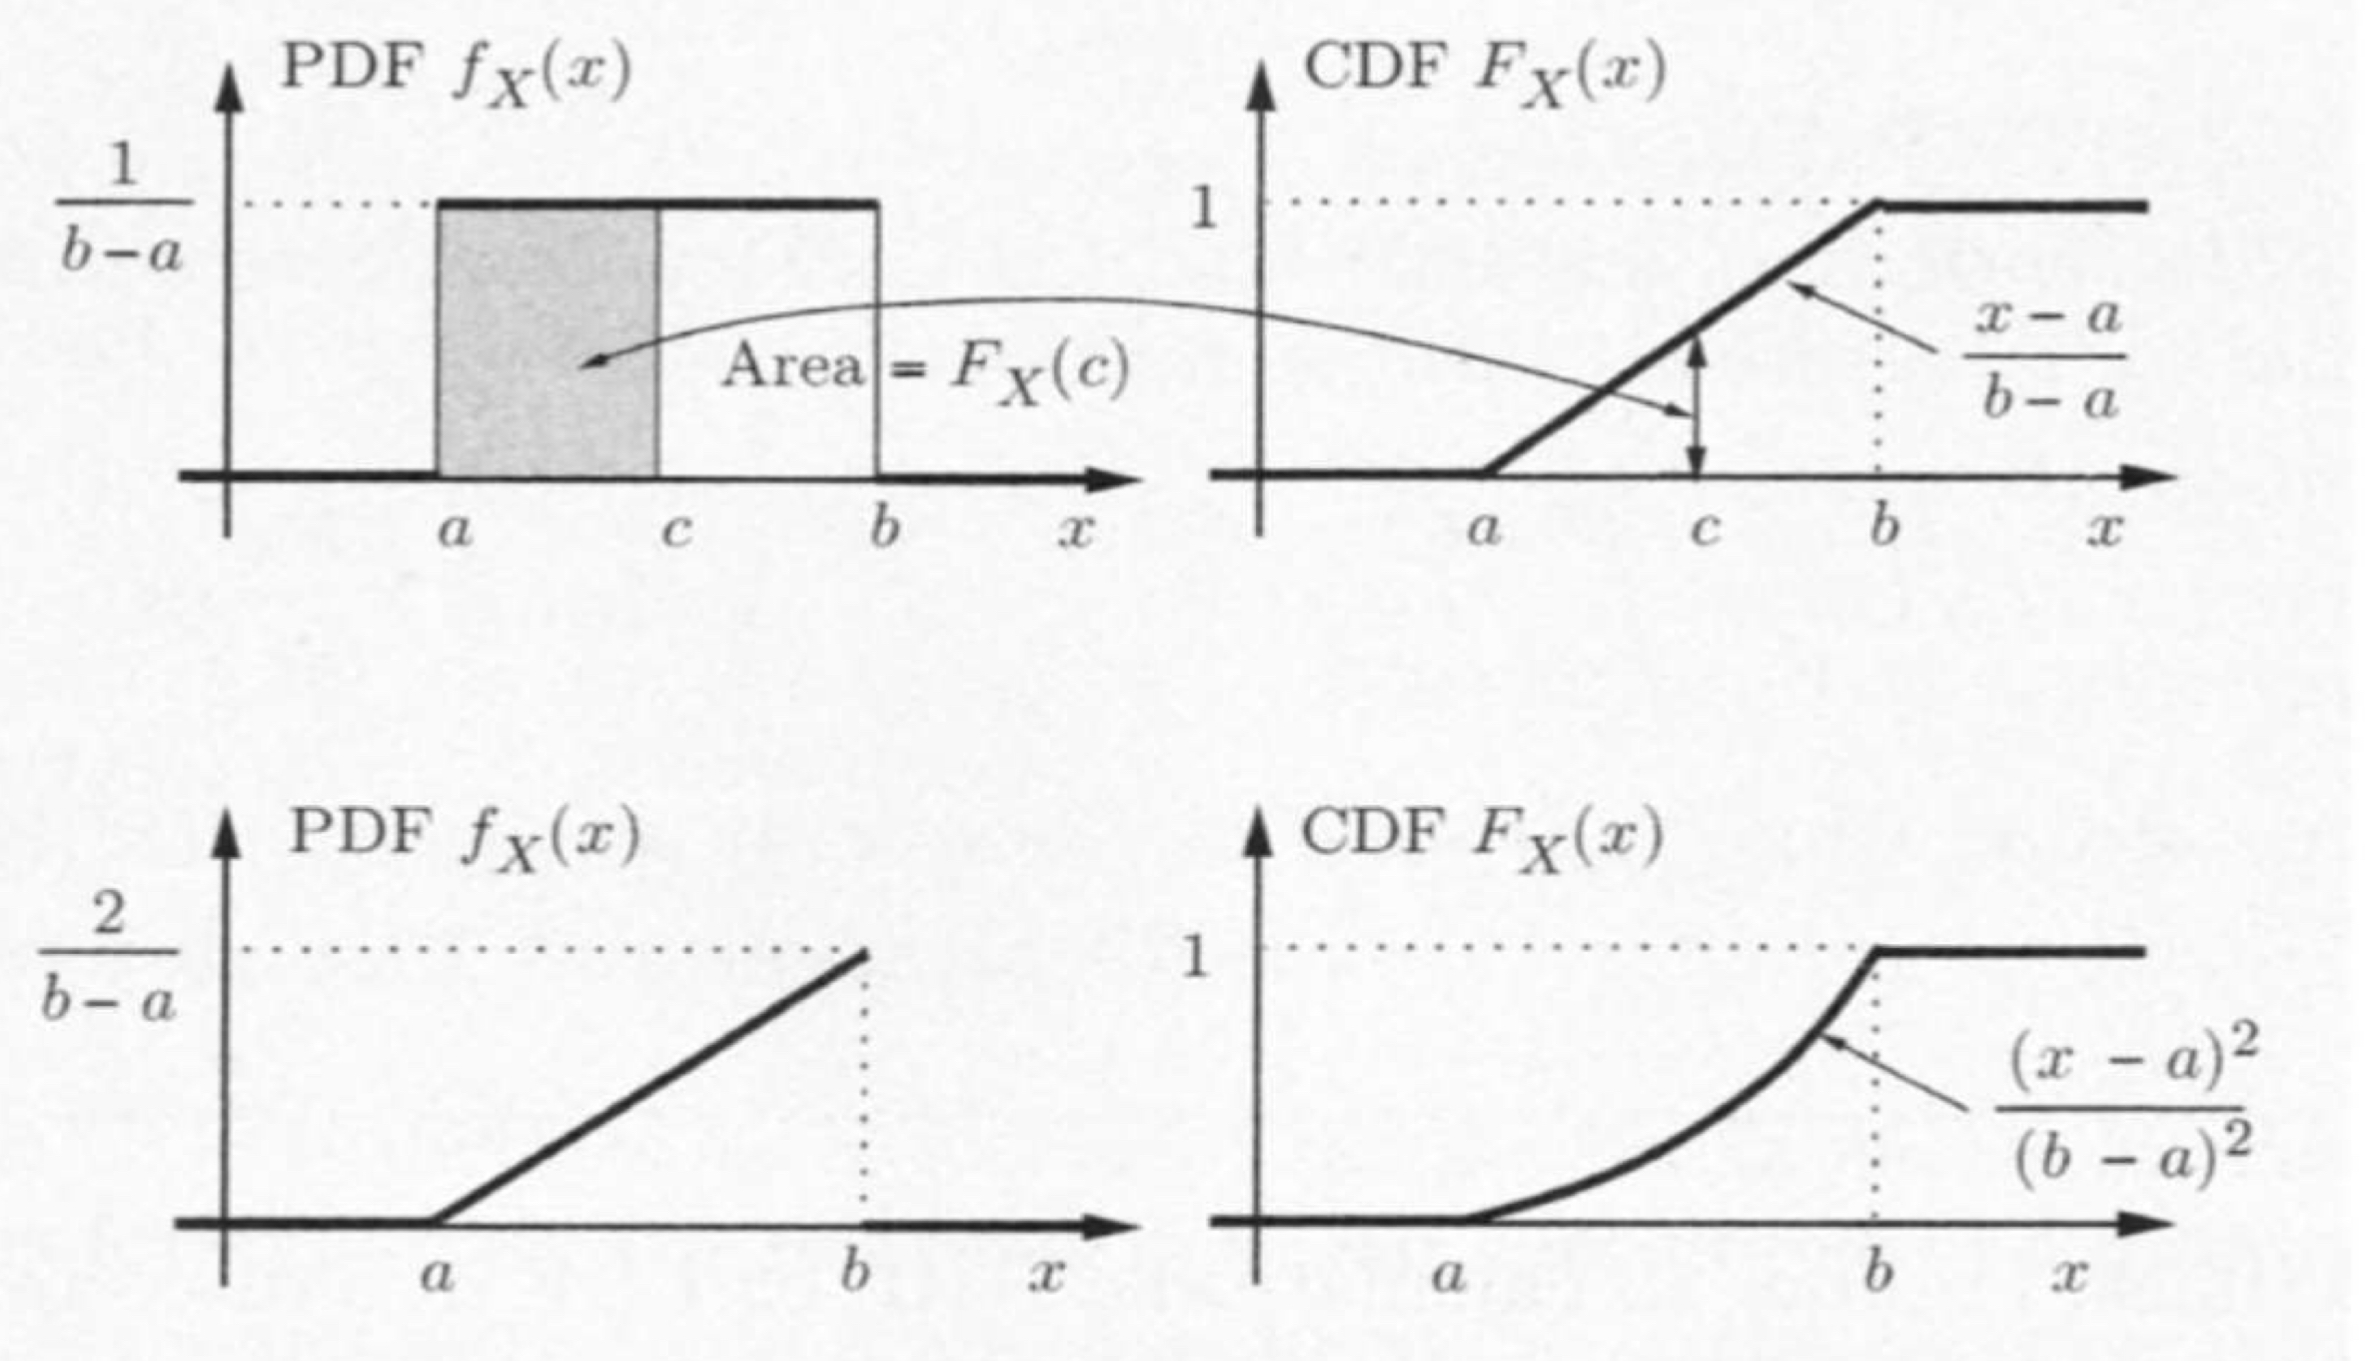 PDF f_X(x)
1
b-a
Area = F_X(c)
a c b x
CDF F_X(x)
1
x - a
b - a
a c b x
PDF f_X(x)
2
b - a
a b x
CDF F_X(x)
1
(x - a)²
(b - a)²
a b x